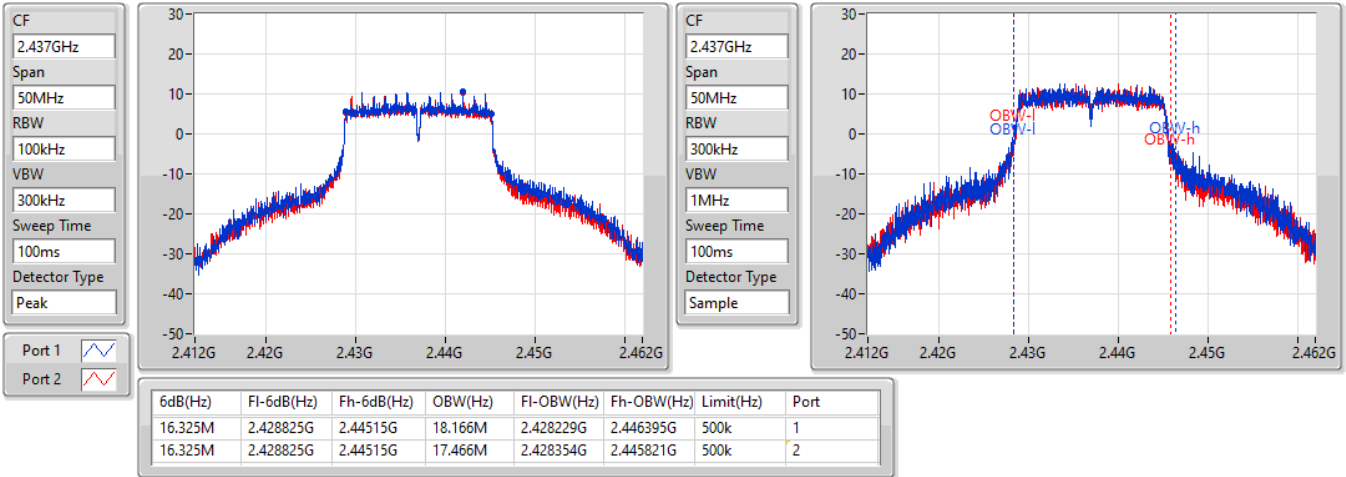 CF
2.437GHz
Span
50MHz
RBW
100kHz
VBW
300kHz
Sweep Time
100ms
Detector Type
Peak
Port 1
Port 2
30
20
10
0
-10
-20
-30
-40
-50
2.412G 2.42G 2.43G 2.44G 2.45G 2.462G
CF
2.437GHz
Span
50MHz
RBW
300kHz
VBW
1MHz
Sweep Time
100ms
Detector Type
Sample
30
20
10
0
-10
-20
-30
-40
-50
OBW-l
OBW-l
OBW-h
OBW-h
2.412G 2.42G 2.43G 2.44G 2.45G 2.462G
6dB(Hz) Fl-6dB(Hz) Fh-6dB(Hz) OBW(Hz) Fl-OBW(Hz) Fh-OBW(Hz) Limit(Hz) Port
16.325M 2.428825G 2.44515G 18.166M 2.428229G 2.446395G 500k 1
16.325M 2.428825G 2.44515G 17.466M 2.428354G 2.445821G 500k 2